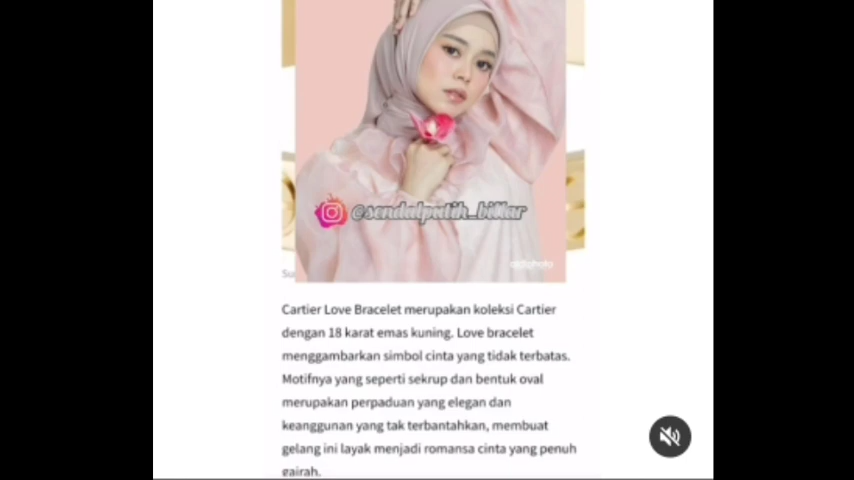 @sendalputih_billar
Su
Cartier Love Bracelet merupakan koleksi Cartier
dengan 18 karat emas kuning. Love bracelet
menggambarkan simbol cinta yang tidak terbatas.
Motifnya yang seperti sekrup dan bentuk oval
merupakan perpaduan yang elegan dan
keanggunan yang tak terbantahkan, membuat
gelang ini layak menjadi romansa cinta yang penuh
gairah.